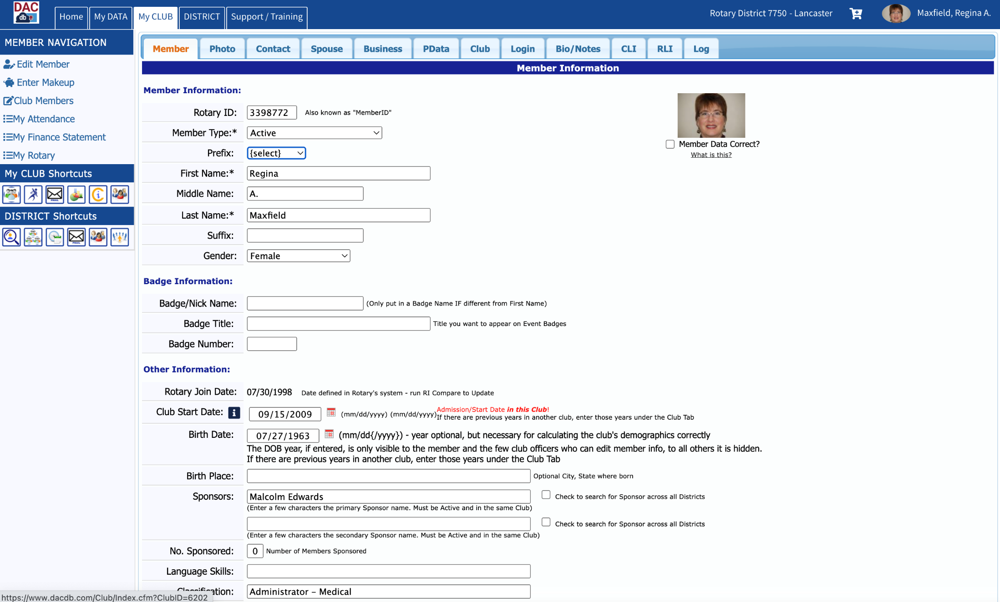 DAC
db
Home
My DATA
My CLUB
DISTRICT
Support / Training
Rotary District 7750 - Lancaster
Maxfield, Regina A.
MEMBER NAVIGATION
Edit Member
Enter Makeup
Club Members
My Attendance
My Finance Statement
My Rotary
My CLUB Shortcuts
PMAIL
DISTRICT Shortcuts
PMAIL
Member
Photo
Contact
Spouse
Business
PData
Club
Login
Bio/Notes
CLI
RLI
Log
Member Information
Member Information:
Rotary ID: 3398772 Also known as "MemberID"
Member Type:* Active
Prefix: {select}
First Name:* Regina
Middle Name: A.
Last Name:* Maxfield
Suffix:
Gender: Female
Member Data Correct?
What is this?
Badge Information:
Badge/Nick Name: (Only put in a Badge Name IF different from First Name)
Badge Title: Title you want to appear on Event Badges
Badge Number:
Other Information:
Rotary Join Date: 07/30/1998 Date defined in Rotary's system - run RI Compare to Update
Club Start Date: 09/15/2009 (mm/dd/yyyy) (mm/dd/yyyy) Admission/Start Date in this Club!
If there are previous years in another club, enter those years under the Club Tab
Birth Date: 07/27/1963 (mm/dd{/yyyy}) - year optional, but necessary for calculating the club's demographics correctly
The DOB year, if entered, is only visible to the member and the few club officers who can edit member info, to all others it is hidden.
If there are previous years in another club, enter those years under the Club Tab
Birth Place: Optional City, State where born
Sponsors: Malcolm Edwards Check to search for Sponsor across all Districts
(Enter a few characters the primary Sponsor name. Must be Active and in the same Club)
Check to search for Sponsor across all Districts
(Enter a few characters the secondary Sponsor name. Must be Active and in the same Club)
No. Sponsored: 0 Number of Members Sponsored
Language Skills:
Classification: Administrator – Medical
https://www.dacdb.com/Club/Index.cfm?ClubID=6202